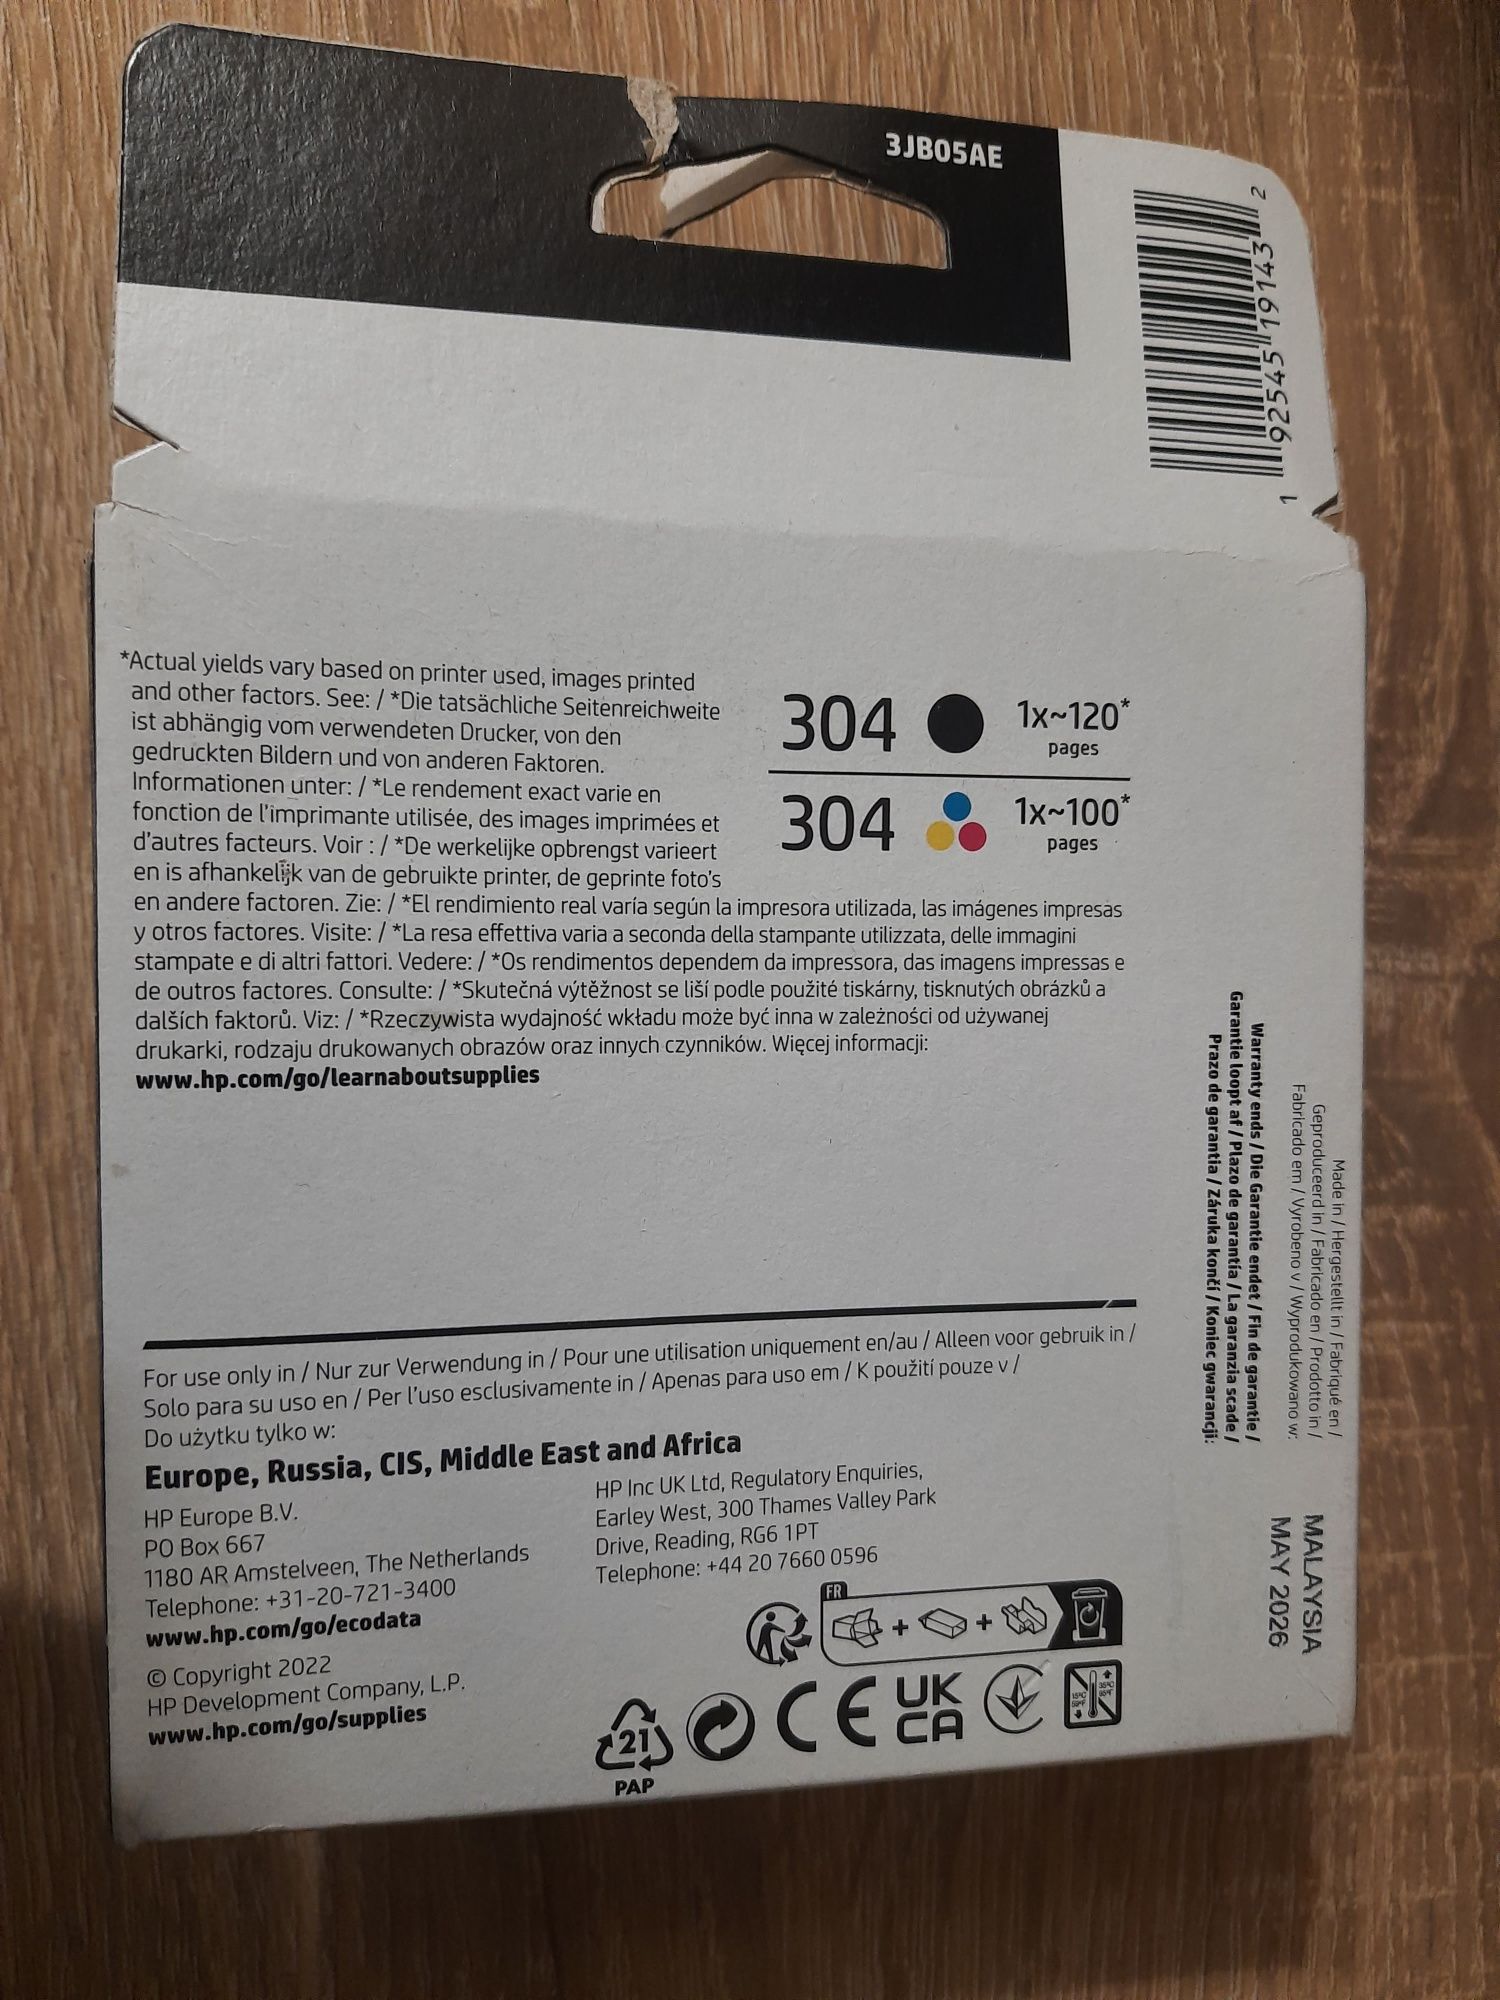 3JB05AE
1 92545 19143 2
*Actual yields vary based on printer used, images printed
and other factors. See: / *Die tatsächliche Seitenreichweite
ist abhängig vom verwendeten Drucker, von den
gedruckten Bildern und von anderen Faktoren.
Informationen unter: / *Le rendement exact varie en
fonction de l'imprimante utilisée, des images imprimées et
d'autres facteurs. Voir : / *De werkelijke opbrengst varieert
en is afhankelijk van de gebruikte printer, de geprinte foto's
en andere factoren. Zie: / *El rendimiento real varía según la impresora utilizada, las imágenes impresas
y otros factores. Visite: / *La resa effettiva varia a seconda della stampante utilizzata, delle immagini
stampate e di altri fattori. Vedere: / *Os rendimentos dependem da impressora, das imagens impressas e
de outros factores. Consulte: / *Skutečná výtěžnost se liší podle použité tiskárny, tisknutých obrázků a
dalších faktorů. Viz: / *Rzeczywista wydajność wkładu może być inna w zależności od używanej
drukarki, rodzaju drukowanych obrazów oraz innych czynników. Więcej informacji:
www.hp.com/go/learnaboutsupplies
304 1x~120*
pages
304 1x~100*
pages
Made in / Hergestellt in / Fabriqué en /
Geproduceerd in / Fabricado en / Prodotto in /
Fabricado em / Vyrobeno v / Wyprodukowano w:
Warranty ends / Die Garantie endet / Fin de garantie /
Garantie loopt af / Plazo de garantía / La garanzia scade /
Prazo de garantia / Záruka končí / Koniec gwarancji:
MALAYSIA
MAY 2026
For use only in / Nur zur Verwendung in / Pour une utilisation uniquement en/au / Alleen voor gebruik in /
Solo para su uso en / Per l'uso esclusivamente in / Apenas para uso em / K použití pouze v /
Do użytku tylko w:
Europe, Russia, CIS, Middle East and Africa
HP Europe B.V.
PO Box 667
1180 AR Amstelveen, The Netherlands
Telephone: +31-20-721-3400
www.hp.com/go/ecodata
© Copyright 2022
HP Development Company, L.P.
www.hp.com/go/supplies
HP Inc UK Ltd, Regulatory Enquiries,
Earley West, 300 Thames Valley Park
Drive, Reading, RG6 1PT
Telephone: +44 20 7660 0596
FR
+ +
21
PAP
CE
UK
CA
15°C
59°F
35°C
95°F